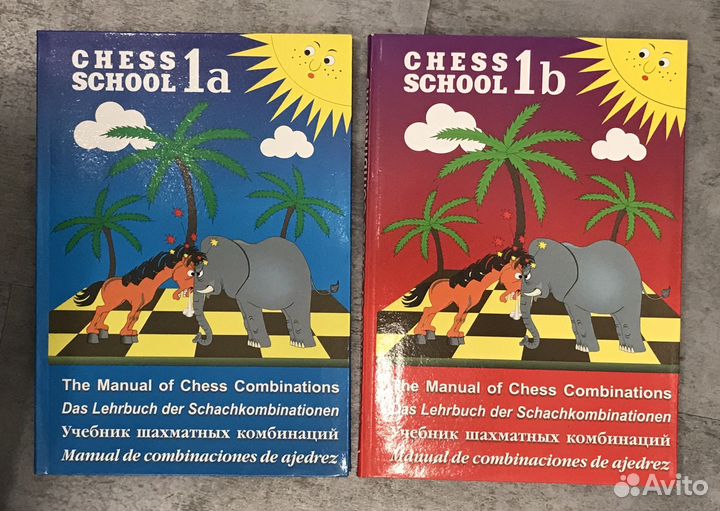 CHESS
SCHOOL 1a
The Manual of Chess Combinations
Das Lehrbuch der Schachkombinationen
Учебник шахматных комбинаций
Manual de combinaciones de ajedrez
CHESS
SCHOOL 1b
The Manual of Chess Combinations
Das Lehrbuch der Schachkombinationen
Учебник шахматных комбинаций
Manual de combinaciones de ajedrez
Avito